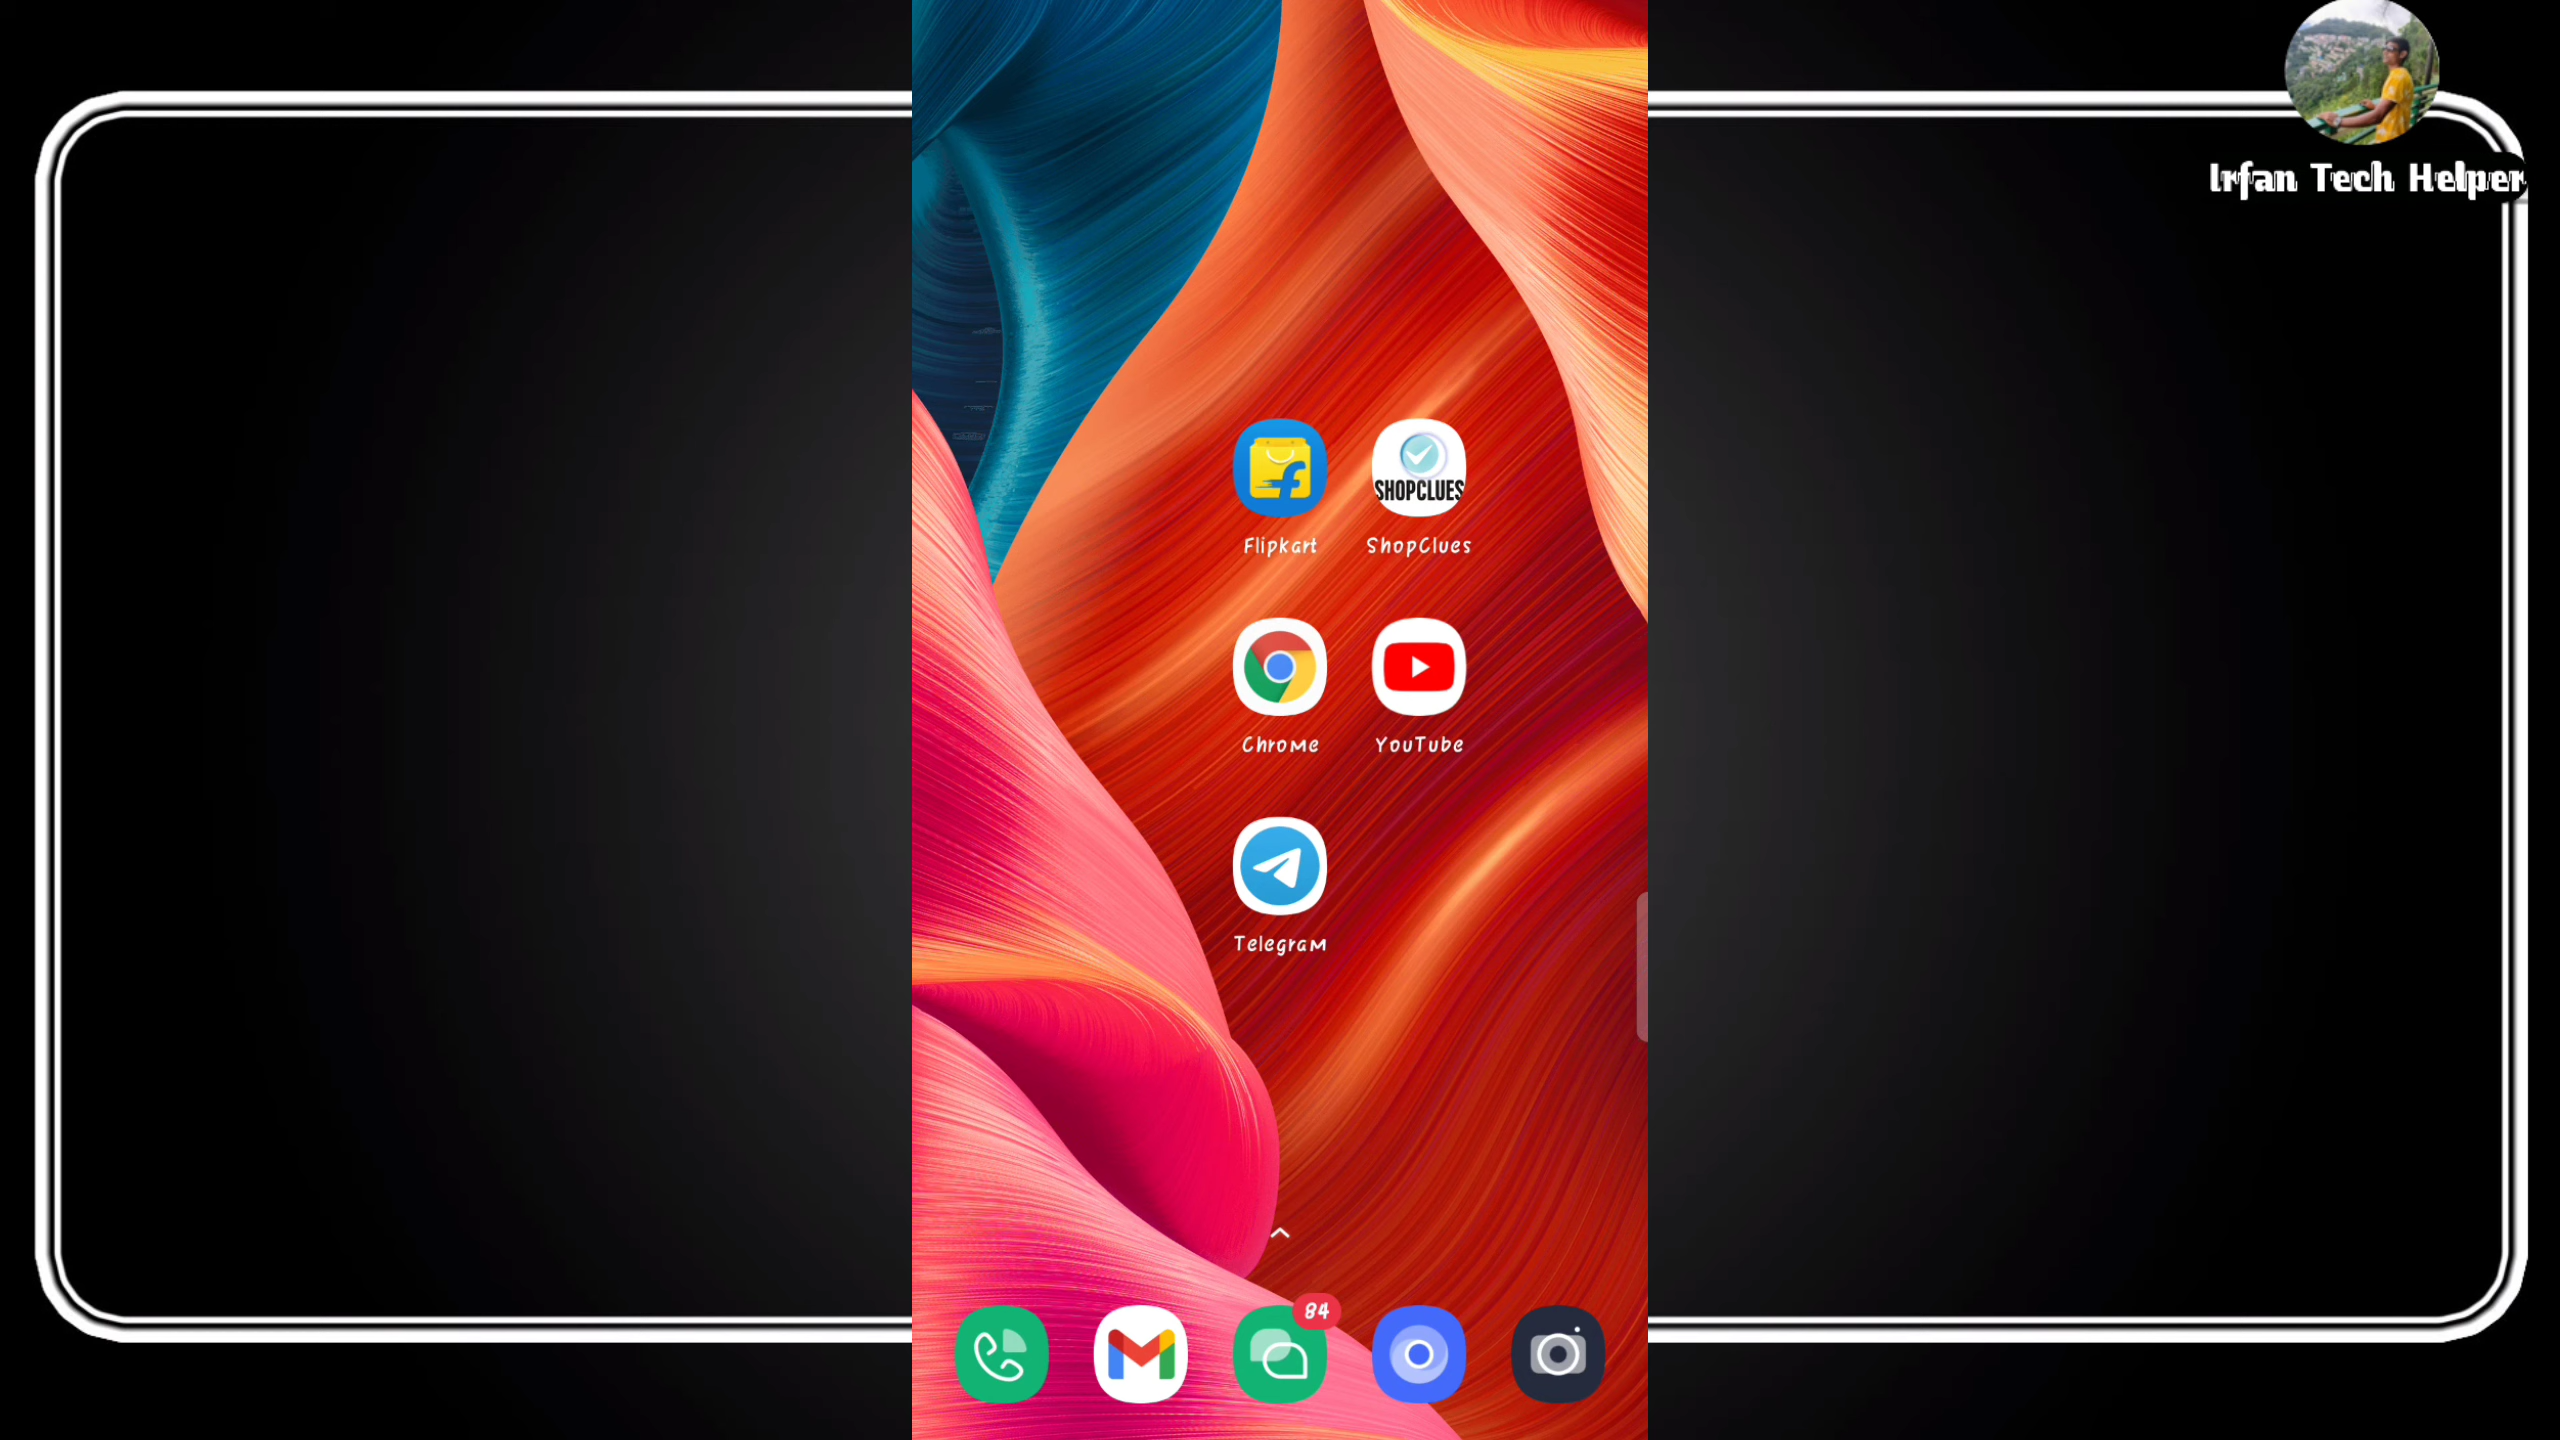 Irfan Tech Helper
SHOPCLUES
Flipkart ShopClues
Chrome YouTube
Telegram
84